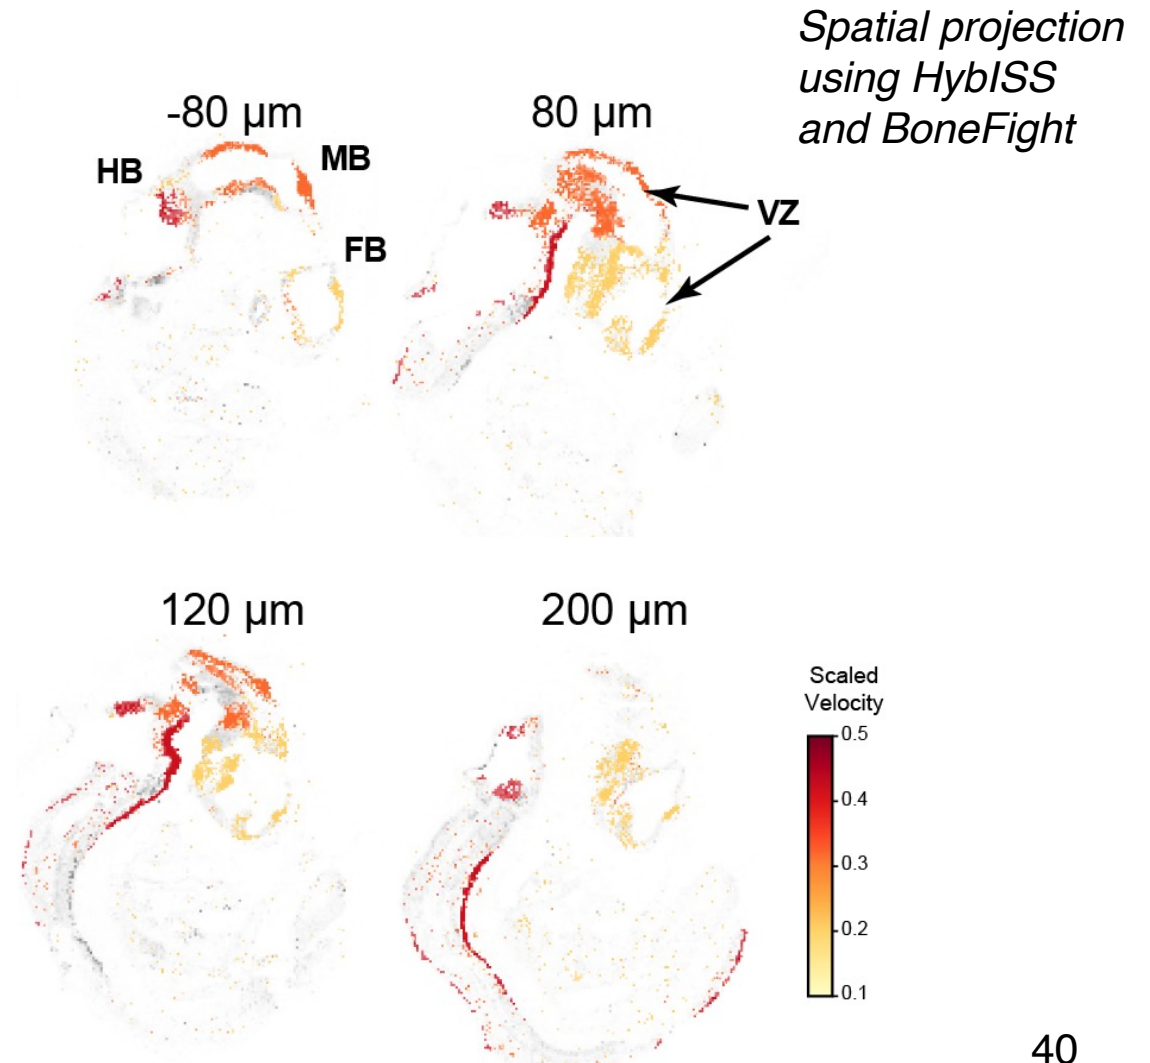 Spatial projection
using HybISS
and BoneFight
-80 µm
80 µm
HB
MB
VZ
FB
120 µm
200 µm
Scaled
Velocity
0.5
0.4
0.3
0.2
0.1
40